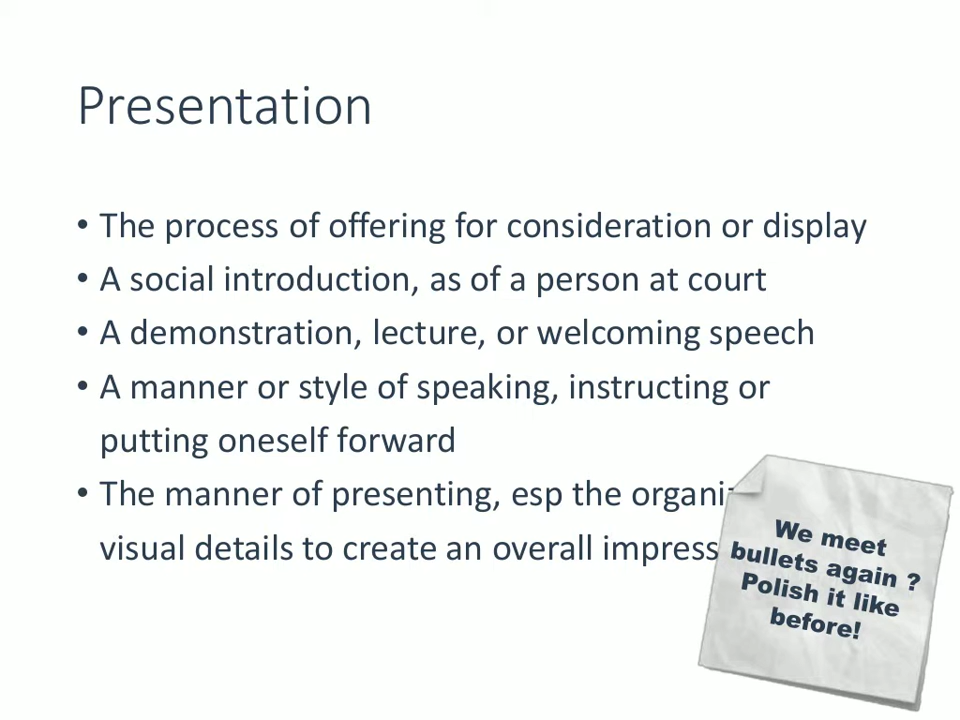 Presentation
• The process of offering for consideration or display
• A social introduction, as of a person at court
• A demonstration, lecture, or welcoming speech
• A manner or style of speaking, instructing or
putting oneself forward
• The manner of presenting, esp the
visual details to create an overall
We meet
bullets again ?
Polish it like
before!